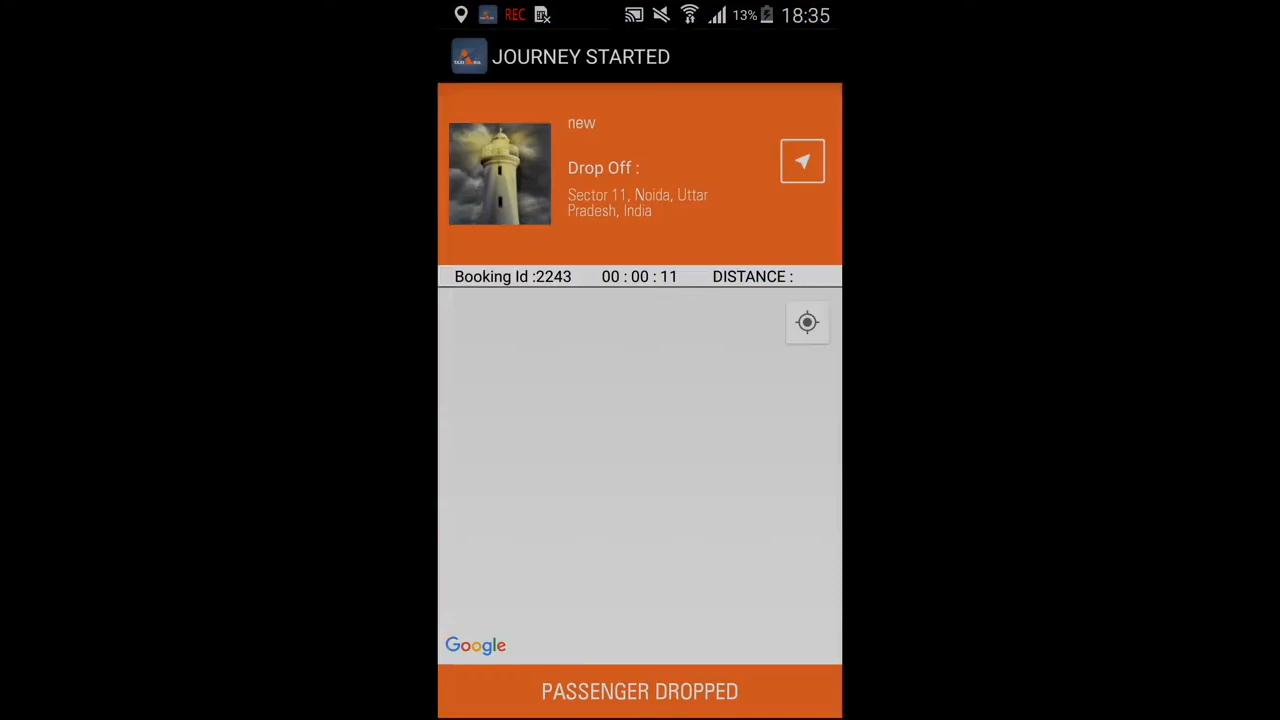 REC 13% 18:35
JOURNEY STARTED
new
Drop Off :
Sector 11, Noida, Uttar
Pradesh, India
Booking Id :2243 00 : 00 : 11 DISTANCE :
Google
PASSENGER DROPPED